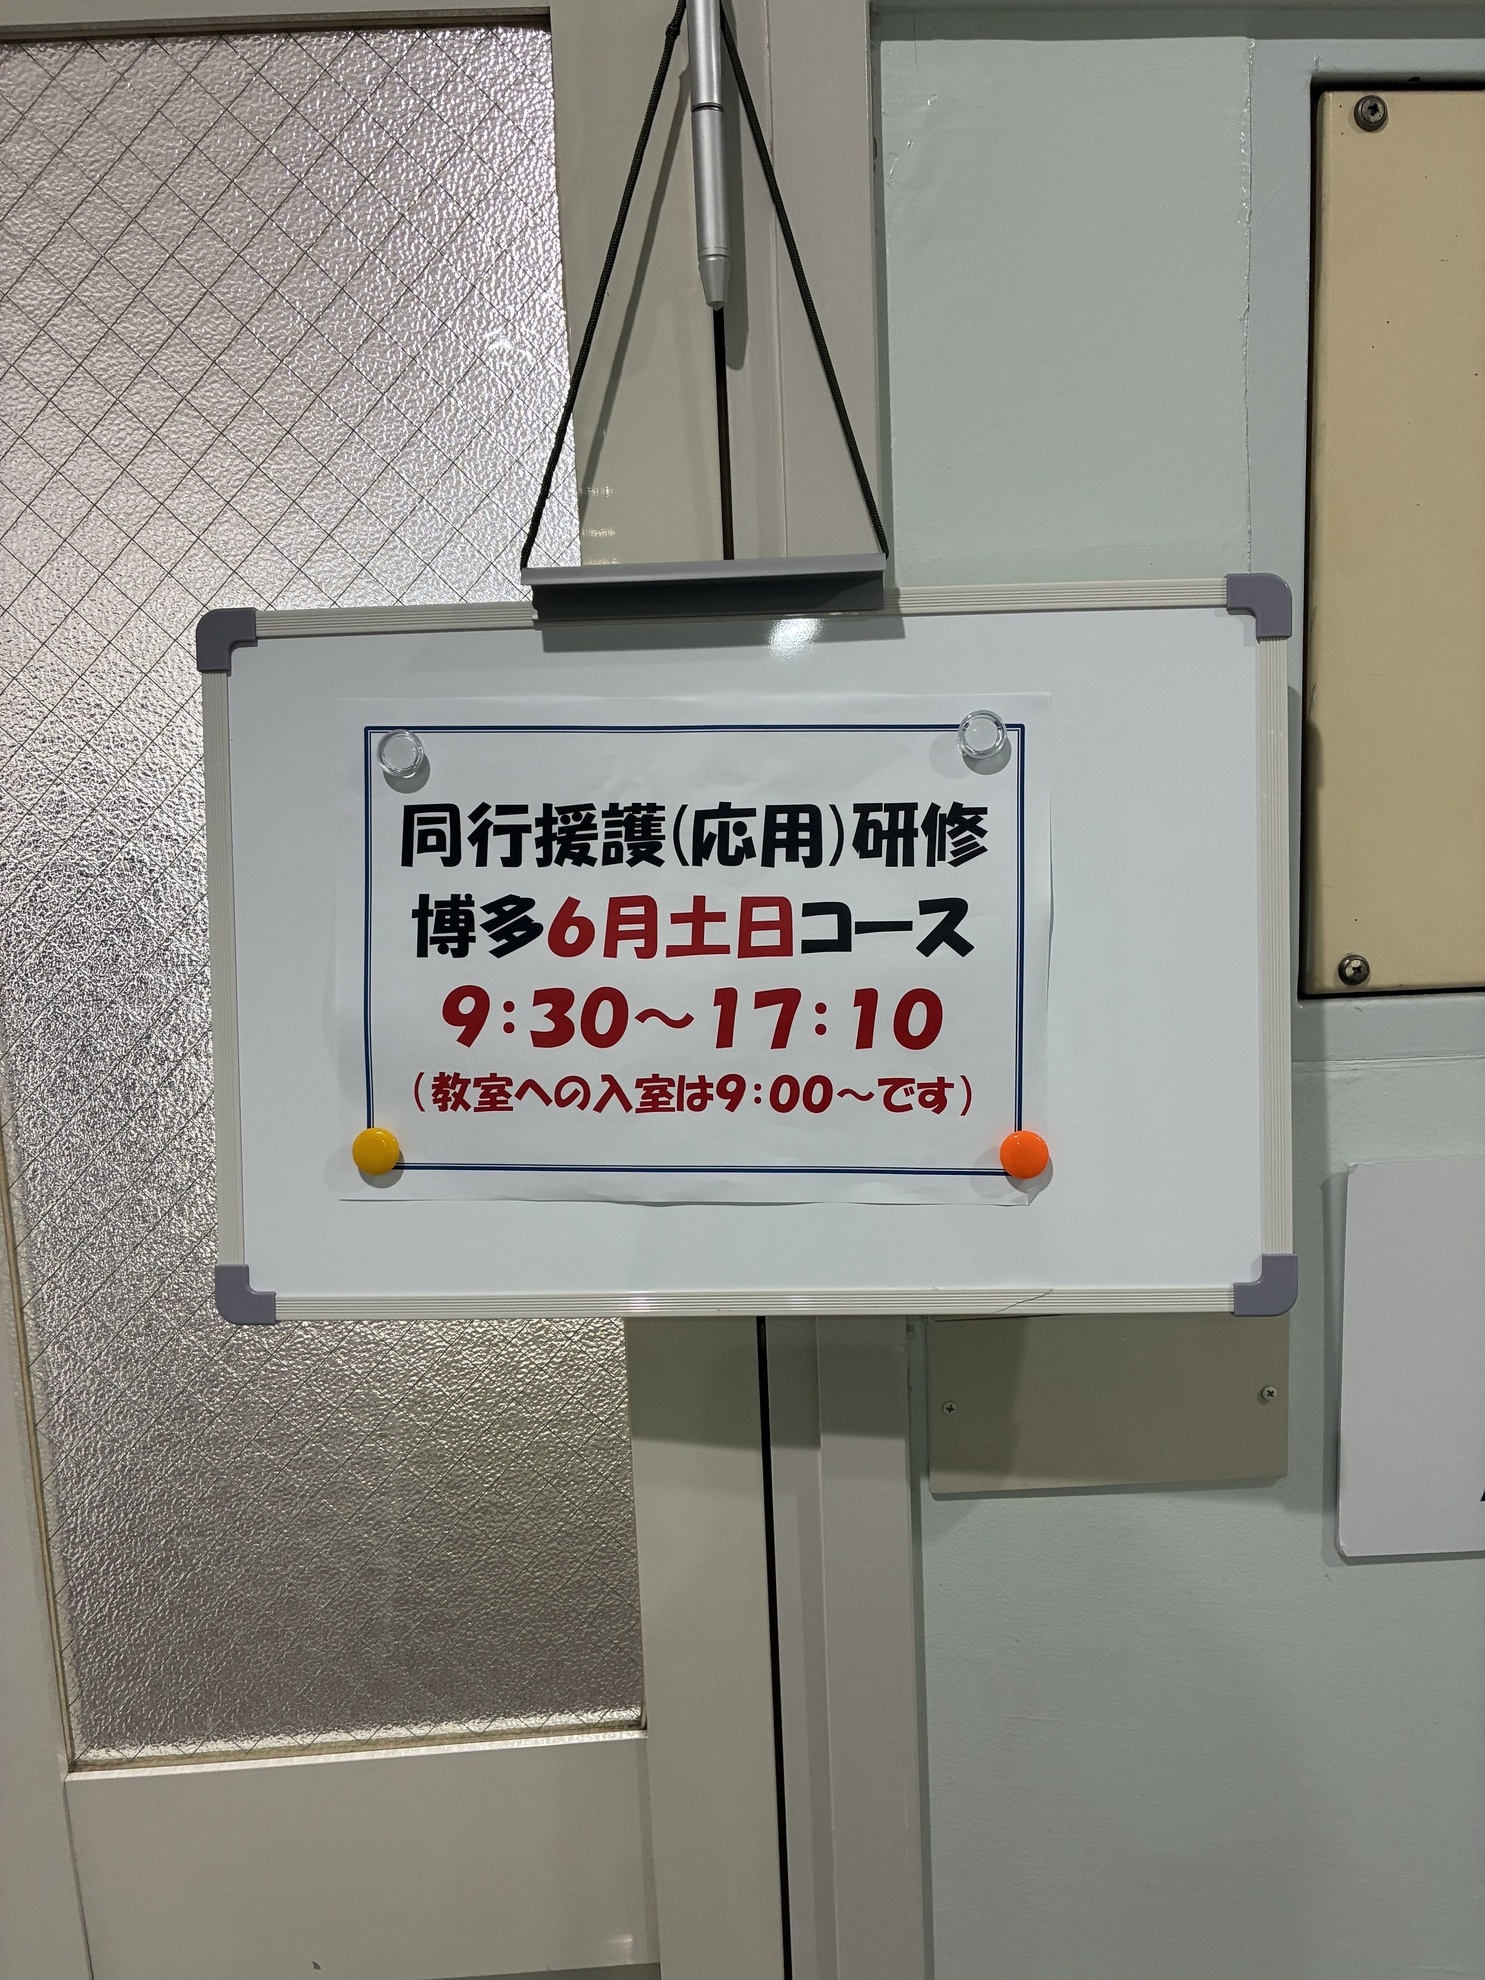 同行援護(応用)研修
博多6月土日コース
9:30～17:10
(教室への入室は9:00～です)